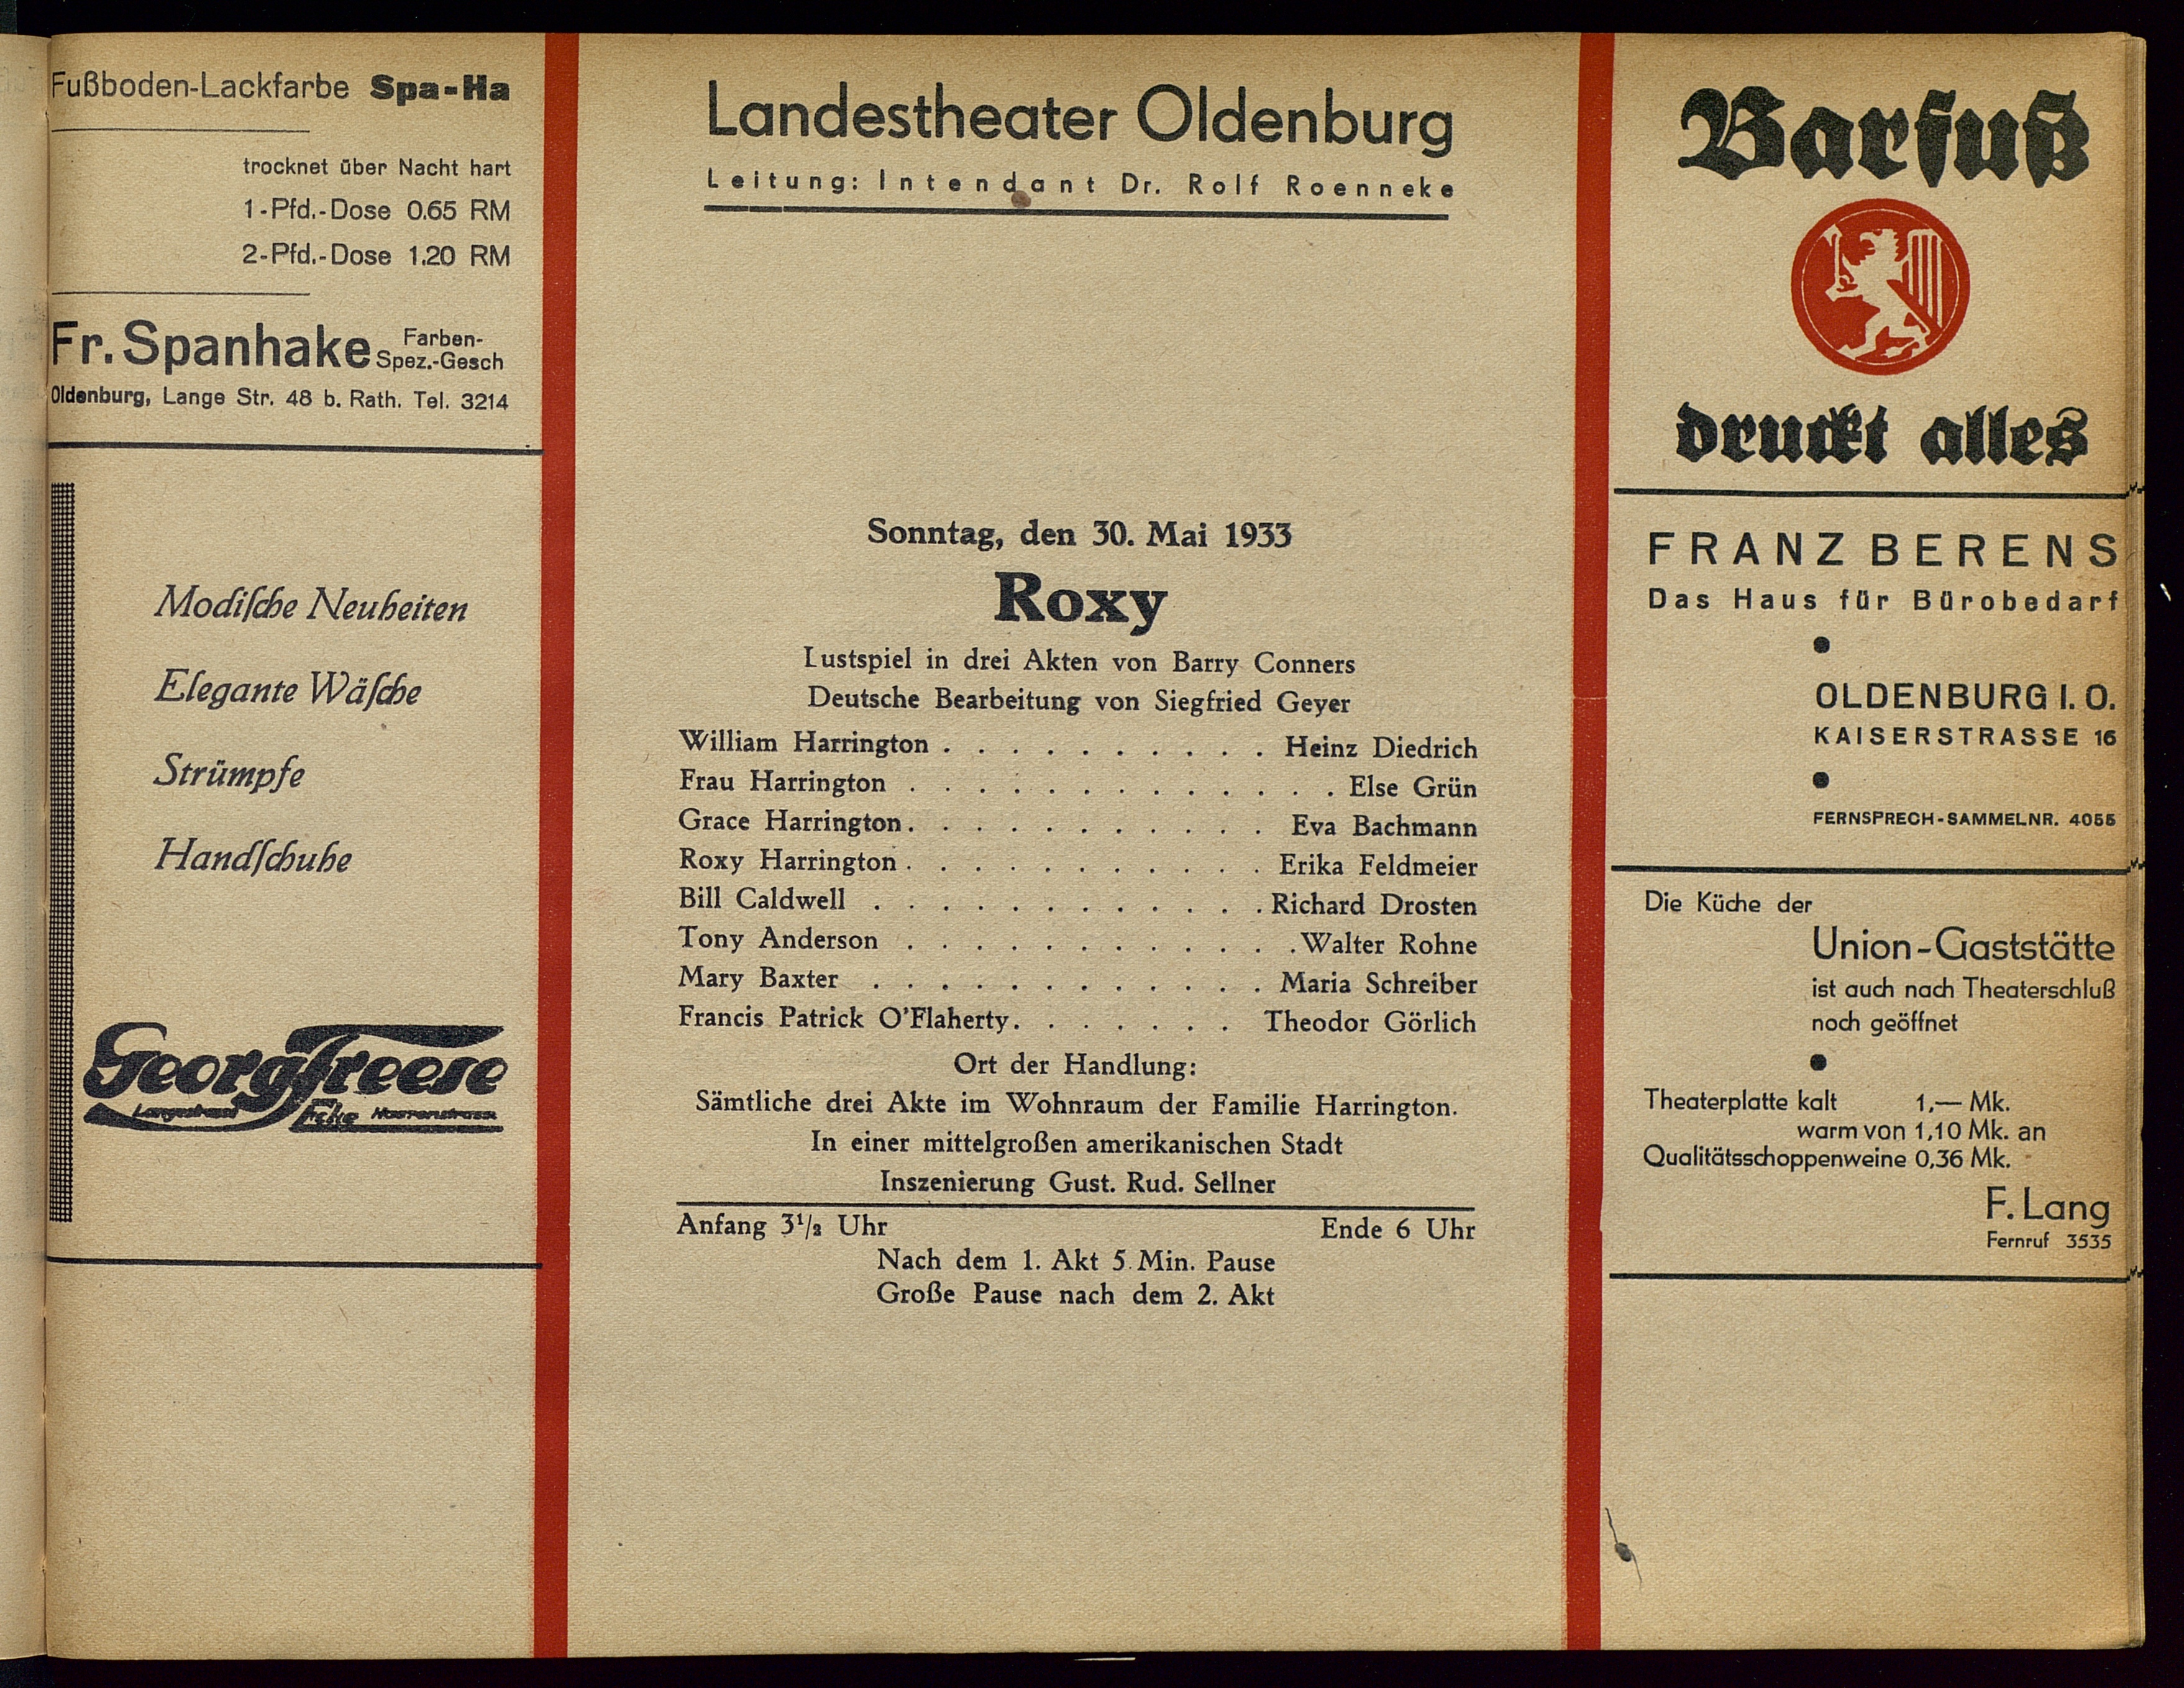 Fußboden-Lackfarbe Spa-Ha
trocknet über Nacht hart
1-Pfd.-Dose 0.65 RM
2-Pfd.-Dose 1.20 RM
Fr. Spanhake Farben-
Spez.-Gesch
Oldenburg, Lange Str. 48 b. Rath. Tel. 3214
Modiſche Neuheiten
Elegante Wäſche
Strümpfe
Handſchuhe
Georg Freese
Langestrasse Ecke Haarenstrasse
Landestheater Oldenburg
Leitung: Intendant Dr. Rolf Roenneke
Sonntag, den 30. Mai 1933
Roxy
Lustspiel in drei Akten von Barry Conners
Deutsche Bearbeitung von Siegfried Geyer
William Harrington . . . . . . . . . . Heinz Diedrich
Frau Harrington . . . . . . . . . . . . . Else Grün
Grace Harrington . . . . . . . . . . . Eva Bachmann
Roxy Harrington . . . . . . . . . . . Erika Feldmeier
Bill Caldwell . . . . . . . . . . . . Richard Drosten
Tony Anderson . . . . . . . . . . . . Walter Rohne
Mary Baxter . . . . . . . . . . . . Maria Schreiber
Francis Patrick O'Flaherty . . . . . . . Theodor Görlich
Ort der Handlung:
Sämtliche drei Akte im Wohnraum der Familie Harrington.
In einer mittelgroßen amerikanischen Stadt
Inszenierung Gust. Rud. Sellner
Anfang 3½ Uhr Ende 6 Uhr
Nach dem 1. Akt 5 Min. Pause
Große Pause nach dem 2. Akt
Barfuß
druckt alles
FRANZ BERENS
Das Haus für Bürobedarf
OLDENBURG I. O.
KAISERSTRASSE 16
FERNSPRECH-SAMMELNR. 4055
Die Küche der
Union-Gaststätte
ist auch nach Theaterschluß
noch geöffnet
Theaterplatte kalt 1,— Mk.
warm von 1,10 Mk. an
Qualitätsschoppenweine 0,36 Mk.
F. Lang
Fernruf 3535